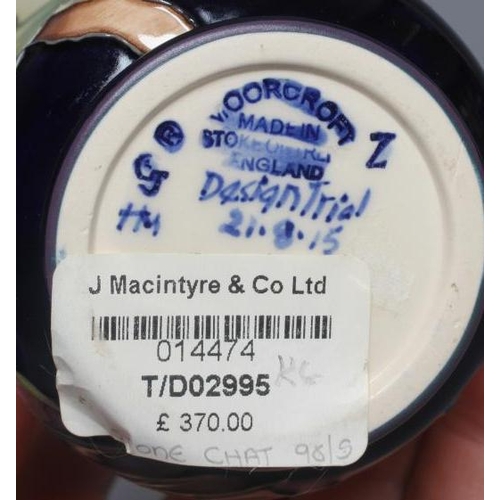 MOORCROFT
MADE IN
STOKE ON TRENT
ENGLAND
®
Z
Design Trial
HM
21.8.15
J Macintyre & Co Ltd
014474
T/D02995
£ 370.00
CHAT 98/5